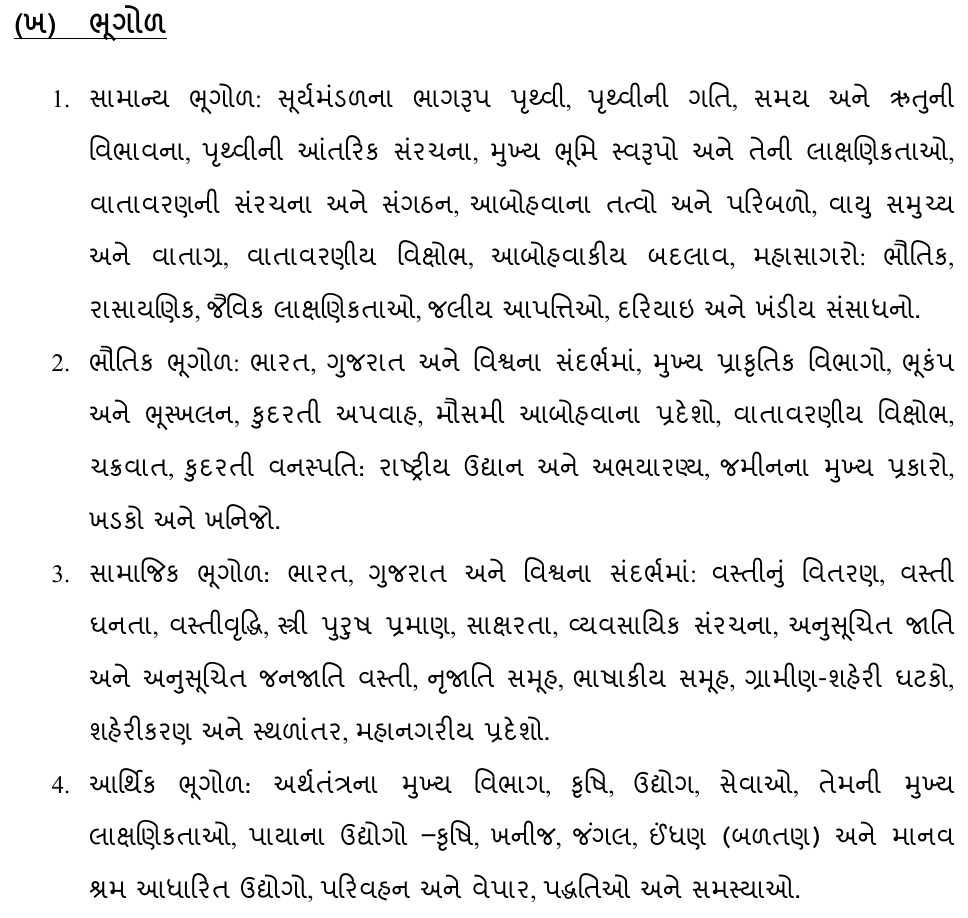 (ખ) ભૂગોળ
1. સામાન્ય ભૂગોળ: સૂર્યમંડળના ભાગરૂપ પૃથ્વી, પૃથ્વીની ગતિ, સમય અને ઋતુની
વિભાવના, પૃથ્વીની આંતરિક સંરચના, મુખ્ય ભૂમિ સ્વરૂપો અને તેની લાક્ષણિકતાઓ,
વાતાવરણની સંરચના અને સંગઠન, આબોહવાના તત્વો અને પરિબળો, વાયુ સમુચ્ય
અને વાતાગ્ર, વાતાવરણીય વિક્ષોભ, આબોહવાકીય બદલાવ, મહાસાગરો: ભૌતિક,
રાસાયણિક, જૈવિક લાક્ષણિકતાઓ, જલીય આપત્તિઓ, દરિયાઇ અને ખંડીય સંસાધનો.
2. ભૌતિક ભૂગોળ: ભારત, ગુજરાત અને વિશ્વના સંદર્ભમાં, મુખ્ય પ્રાકૃતિક વિભાગો, ભૂકંપ
અને ભૂસ્ખલન, કુદરતી અપવાહ, મૌસમી આબોહવાના પ્રદેશો, વાતાવરણીય વિક્ષોભ,
ચક્રવાત, કુદરતી વનસ્પતિ: રાષ્ટ્રીય ઉદ્યાન અને અભયારણ્ય, જમીનના મુખ્ય પ્રકારો,
ખડકો અને ખનિજો.
3. સામાજિક ભૂગોળ: ભારત, ગુજરાત અને વિશ્વના સંદર્ભમાં: વસ્તીનું વિતરણ, વસ્તી
ઘનતા, વસ્તીવૃદ્ધિ, સ્ત્રી પુરુષ પ્રમાણ, સાક્ષરતા, વ્યવસાયિક સંરચના, અનુસૂચિત જાતિ
અને અનુસૂચિત જનજાતિ વસ્તી, નૃજાતિ સમૂહ, ભાષાકીય સમૂહ, ગ્રામીણ-શહેરી ઘટકો,
શહેરીકરણ અને સ્થળાંતર, મહાનગરીય પ્રદેશો.
4. આર્થિક ભૂગોળ: અર્થતંત્રના મુખ્ય વિભાગ, કૃષિ, ઉદ્યોગ, સેવાઓ, તેમની મુખ્ય
લાક્ષણિકતાઓ, પાયાના ઉદ્યોગો –કૃષિ, ખનીજ, જંગલ, ઈંધણ (બળતણ) અને માનવ
શ્રમ આધારિત ઉદ્યોગો, પરિવહન અને વેપાર, પદ્ધતિઓ અને સમસ્યાઓ.